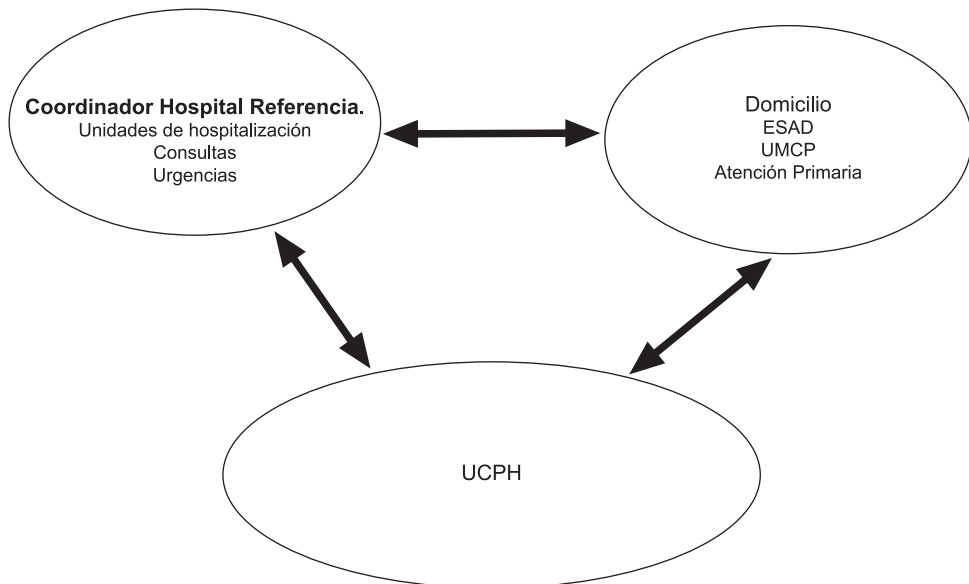 Coordinador Hospital Referencia.
Unidades de hospitalización
Consultas
Urgencias
Domicilio
ESAD
UMCP
Atención Primaria
UCPH